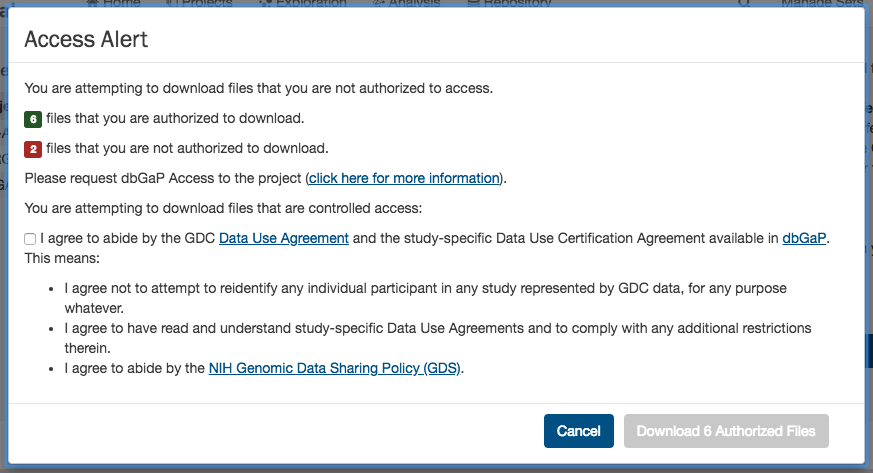 Home Projects Exploration Analysis Repository Manage Sets
Access Alert
You are attempting to download files that you are not authorized to access.
6 files that you are authorized to download.
2 files that you are not authorized to download.
Please request dbGaP Access to the project (click here for more information).
You are attempting to download files that are controlled access:
I agree to abide by the GDC Data Use Agreement and the study-specific Data Use Certification Agreement available in dbGaP.
This means:
• I agree not to attempt to reidentify any individual participant in any study represented by GDC data, for any purpose
whatever.
• I agree to have read and understand study-specific Data Use Agreements and to comply with any additional restrictions
therein.
• I agree to abide by the NIH Genomic Data Sharing Policy (GDS).
Cancel Download 6 Authorized Files